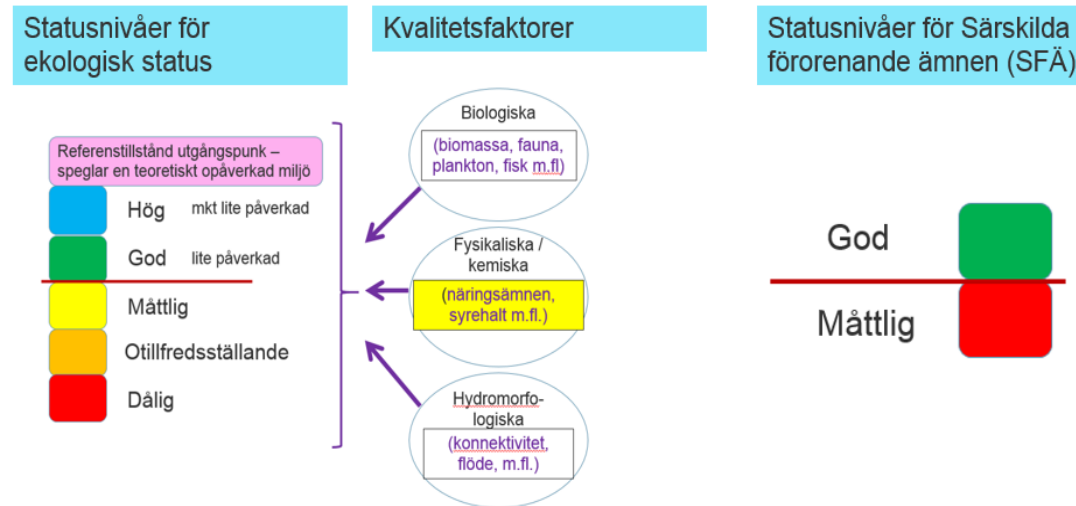 Statusnivåer för
ekologisk status
Kvalitetsfaktorer
Statusnivåer för Särskilda
förorenande ämnen (SFÄ)
Referenstillstånd utgångspunk –
speglar en teoretiskt opåverkad miljö
Hög mkt lite påverkad
God lite påverkad
Måttlig
Otillfredsställande
Dålig
Biologiska
(biomassa, fauna,
plankton, fisk m.fl)
Fysikaliska /
kemiska
(näringsämnen,
syrehalt m.fl.)
Hydromorfo-
logiska
(konnektivitet,
flöde, m.fl.)
God
Måttlig